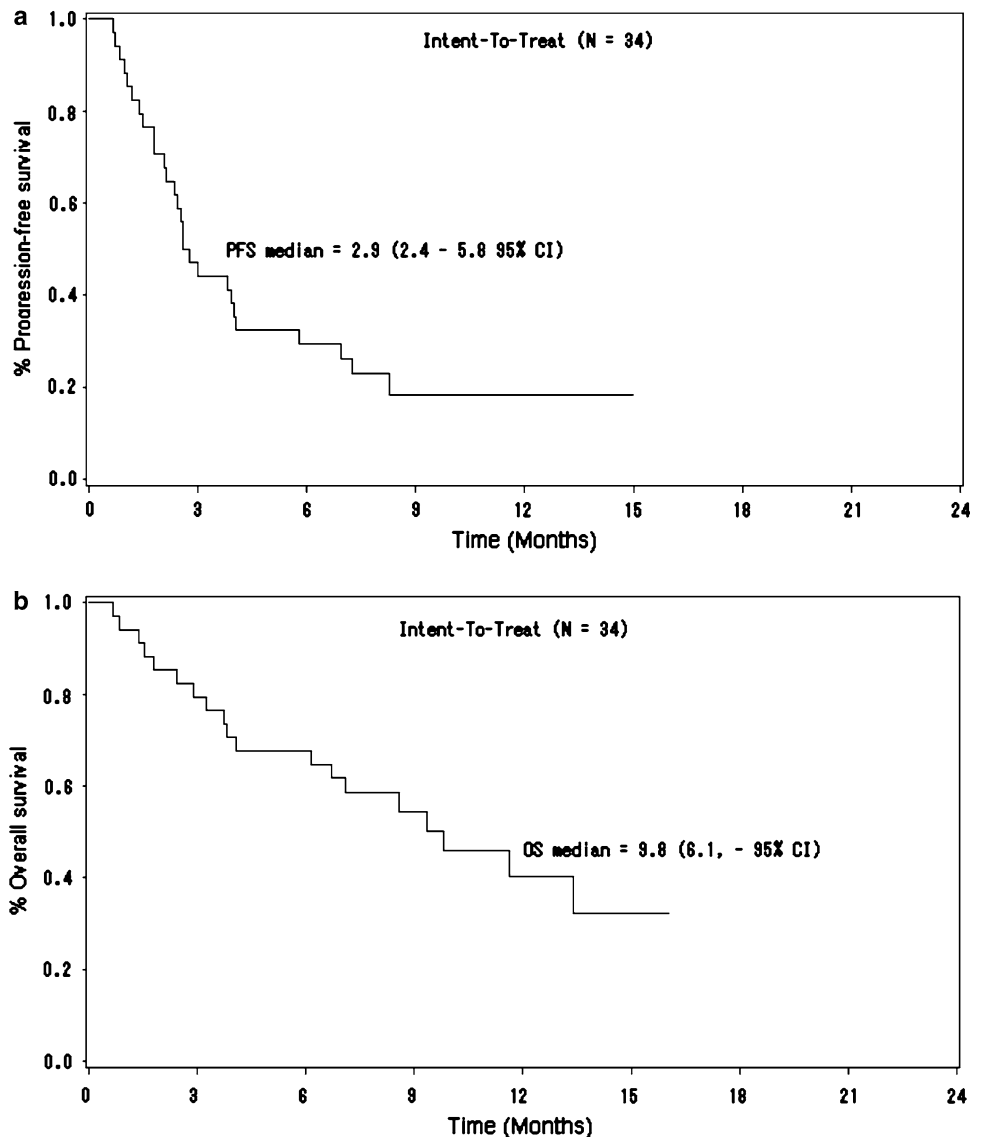 a
1.0
0.8
0.6
0.4
0.2
0.0
% Progression-free survival
Intent-To-Treat (N = 34)
PFS median = 2.9 (2.4 - 5.8 95% CI)
0 3 6 9 12 15 18 21 24
Time (Months)
b
1.0
0.8
0.6
0.4
0.2
0.0
% Overall survival
Intent-To-Treat (N = 34)
OS median = 9.8 (6.1, - 95% CI)
0 3 6 9 12 15 18 21 24
Time (Months)